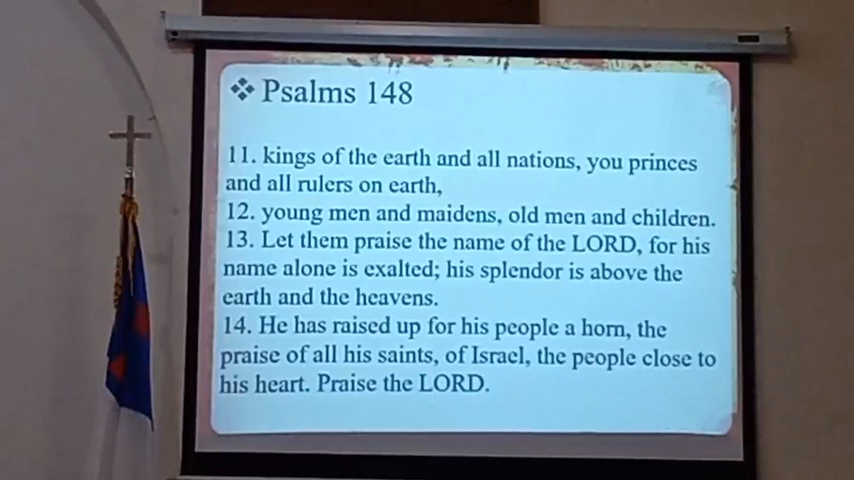 ❖ Psalms 148
11. kings of the earth and all nations, you princes
and all rulers on earth,
12. young men and maidens, old men and children.
13. Let them praise the name of the LORD, for his
name alone is exalted; his splendor is above the
earth and the heavens.
14. He has raised up for his people a horn, the
praise of all his saints, of Israel, the people close to
his heart. Praise the LORD.